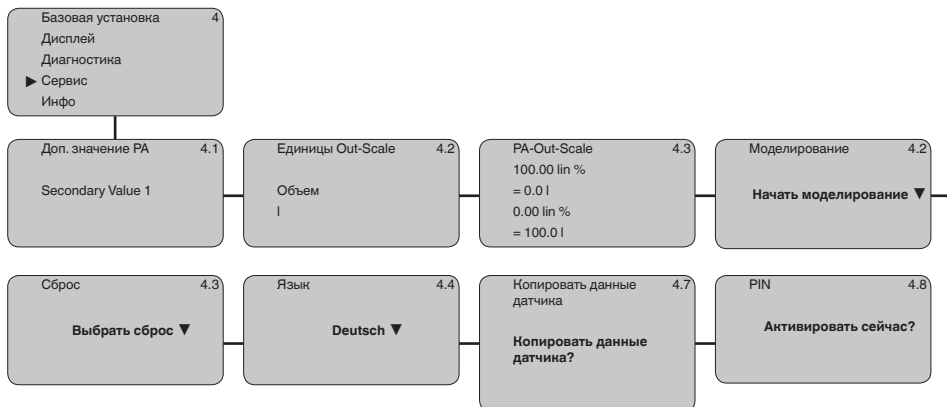 Базовая установка 4
Дисплей
Диагностика
▶ Сервис
Инфо
Доп. значение PA 4.1
Secondary Value 1
Единицы Out-Scale 4.2
Объем
l
PA-Out-Scale 4.3
100.00 lin %
= 0.0 l
0.00 lin %
= 100.0 l
Моделирование 4.2
Начать моделирование ▼
Сброс 4.3
Выбрать сброс ▼
Язык 4.4
Deutsch ▼
Копировать данные 4.7
датчика
Копировать данные
датчика?
PIN 4.8
Активировать сейчас?